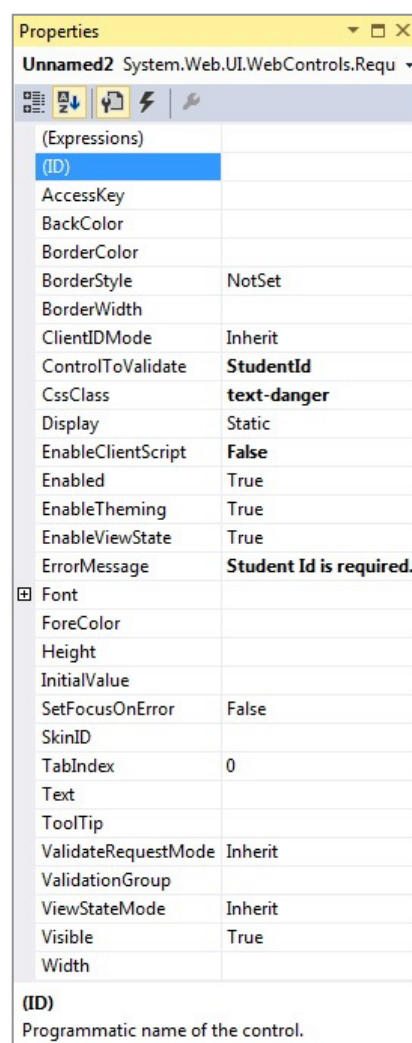 Properties
Unnamed2 System.Web.UI.WebControls.Requ
(Expressions)
(ID)
AccessKey
BackColor
BorderColor
BorderStyle NotSet
BorderWidth
ClientIDMode Inherit
ControlToValidate StudentId
CssClass text-danger
Display Static
EnableClientScript False
Enabled True
EnableTheming True
EnableViewState True
ErrorMessage Student Id is required.
Font
ForeColor
Height
InitialValue
SetFocusOnError False
SkinID
TabIndex 0
Text
ToolTip
ValidateRequestMode Inherit
ValidationGroup
ViewStateMode Inherit
Visible True
Width
(ID)
Programmatic name of the control.